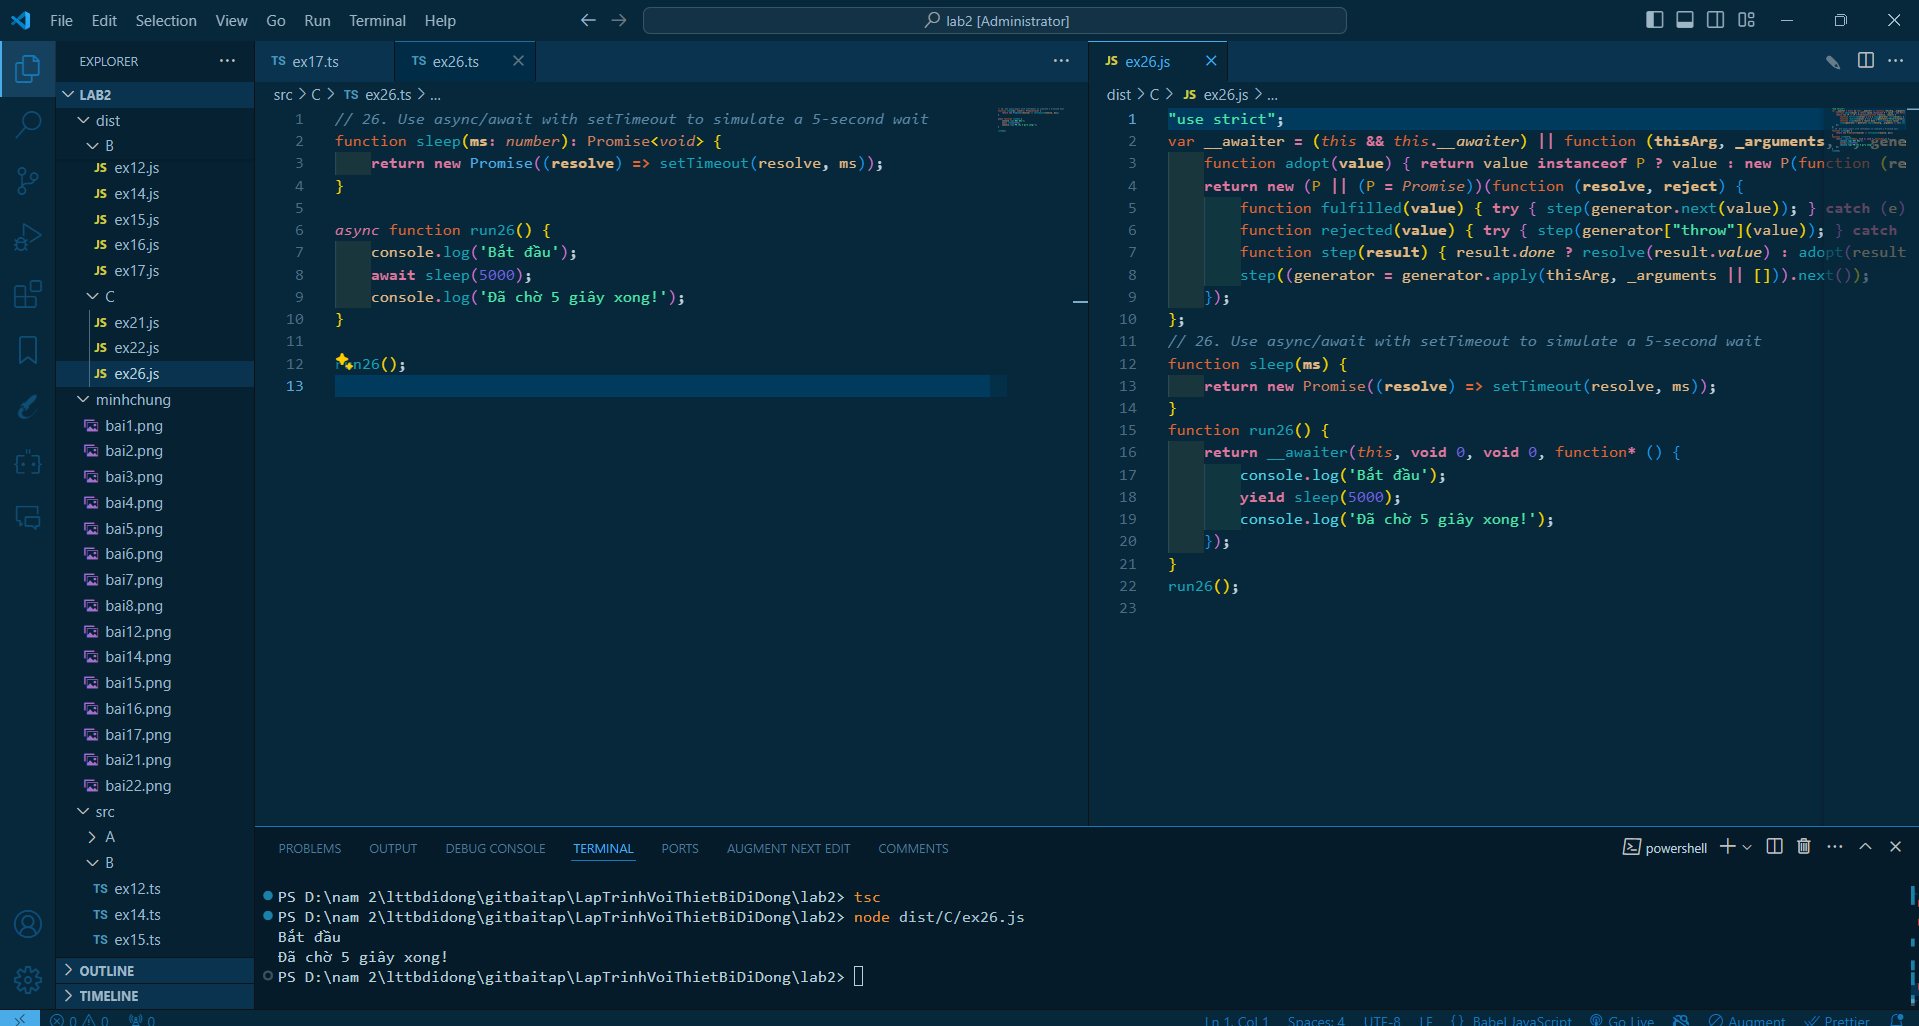 File Edit Selection View Go Run Terminal Help
lab2 [Administrator]
EXPLORER
LAB2
dist
B
JS ex12.js
JS ex14.js
JS ex15.js
JS ex16.js
JS ex17.js
C
JS ex21.js
JS ex22.js
JS ex26.js
minhchung
bai1.png
bai2.png
bai3.png
bai4.png
bai5.png
bai6.png
bai7.png
bai8.png
bai12.png
bai14.png
bai15.png
bai16.png
bai17.png
bai21.png
bai22.png
src
A
B
TS ex12.ts
TS ex14.ts
TS ex15.ts
OUTLINE
TIMELINE
TS ex17.ts
TS ex26.ts
src > C > TS ex26.ts > ...
1 // 26. Use async/await with setTimeout to simulate a 5-second wait
2 function sleep(ms: number): Promise<void> {
3 return new Promise((resolve) => setTimeout(resolve, ms));
4 }
5
6 async function run26() {
7 console.log('Bắt đầu');
8 await sleep(5000);
9 console.log('Đã chờ 5 giây xong!');
10 }
11
12 run26();
13
JS ex26.js
dist > C > JS ex26.js > ...
1 "use strict";
2 var __awaiter = (this && this.__awaiter) || function (thisArg, _arguments,
3 function adopt(value) { return value instanceof P ? value : new P(function (re
4 return new (P || (P = Promise))(function (resolve, reject) {
5 function fulfilled(value) { try { step(generator.next(value)); } catch (e)
6 function rejected(value) { try { step(generator["throw"](value)); } catch
7 function step(result) { result.done ? resolve(result.value) : adopt(result
8 step((generator = generator.apply(thisArg, _arguments || [])).next());
9 });
10 };
11 // 26. Use async/await with setTimeout to simulate a 5-second wait
12 function sleep(ms) {
13 return new Promise((resolve) => setTimeout(resolve, ms));
14 }
15 function run26() {
16 return __awaiter(this, void 0, void 0, function* () {
17 console.log('Bắt đầu');
18 yield sleep(5000);
19 console.log('Đã chờ 5 giây xong!');
20 });
21 }
22 run26();
23
PROBLEMS OUTPUT DEBUG CONSOLE TERMINAL PORTS AUGMENT NEXT EDIT COMMENTS
powershell
PS D:\nam 2\lttbdidong\gitbaitap\LapTrinhVoiThietBiDiDong\lab2> tsc
PS D:\nam 2\lttbdidong\gitbaitap\LapTrinhVoiThietBiDiDong\lab2> node dist/C/ex26.js
Bắt đầu
Đã chờ 5 giây xong!
PS D:\nam 2\lttbdidong\gitbaitap\LapTrinhVoiThietBiDiDong\lab2>
0 0 0 Ln 1, Col 1 Spaces: 4 UTF-8 LF {} Babel JavaScript Go Live Augment Prettier